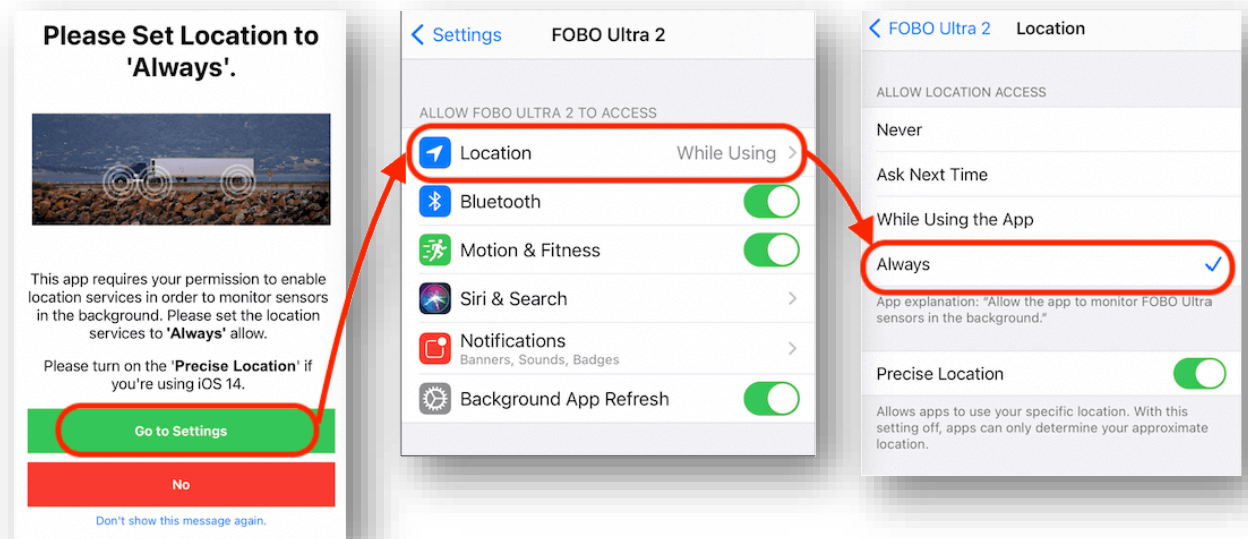 Please Set Location to
'Always'.
This app requires your permission to enable
location services in order to monitor sensors
in the background. Please set the location
services to 'Always' allow.
Please turn on the 'Precise Location' if
you're using iOS 14.
Go to Settings
No
Don't show this message again.
Settings
FOBO Ultra 2
ALLOW FOBO ULTRA 2 TO ACCESS
Location While Using
Bluetooth
Motion & Fitness
Siri & Search
Notifications
Banners, Sounds, Badges
Background App Refresh
FOBO Ultra 2 Location
ALLOW LOCATION ACCESS
Never
Ask Next Time
While Using the App
Always
App explanation: “Allow the app to monitor FOBO Ultra
sensors in the background.”
Precise Location
Allows apps to use your specific location. With this
setting off, apps can only determine your approximate
location.